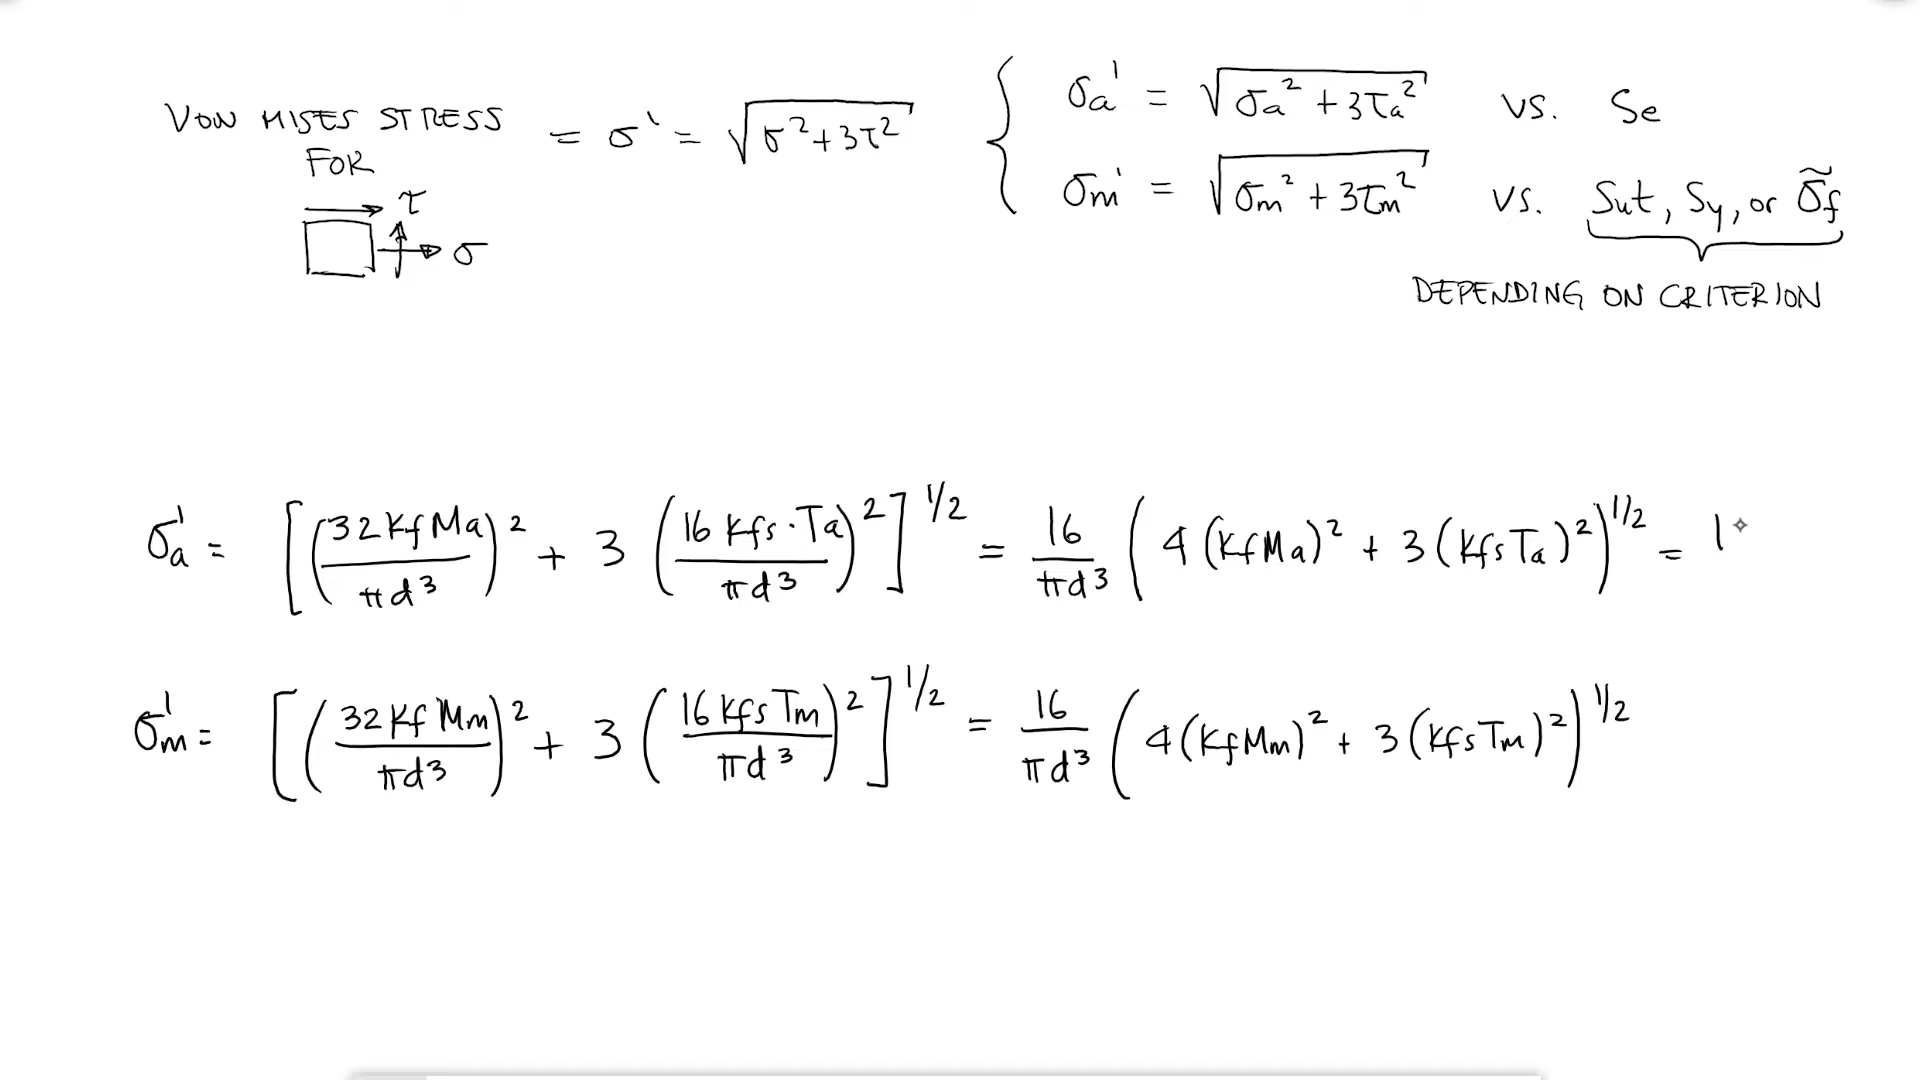 VON MISES STRESS = σ' = √(σ² + 3τ²)
FOR
τ
σ
σa' = √(σa² + 3τa²) vs. Se
σm' = √(σm² + 3τm²) vs. Sut, Sy, or σ̃f
DEPENDING ON CRITERION
σa' = [(32 Kf Ma / πd³)² + 3 (16 Kfs · Ta / πd³)²]^1/2 = 16/πd³ (4 (Kf Ma)² + 3 (Kfs Ta)²)^1/2 =
σm' = [(32 Kf Mm / πd³)² + 3 (16 Kfs Tm / πd³)²]^1/2 = 16/πd³ (4 (Kf Mm)² + 3 (Kfs Tm)²)^1/2